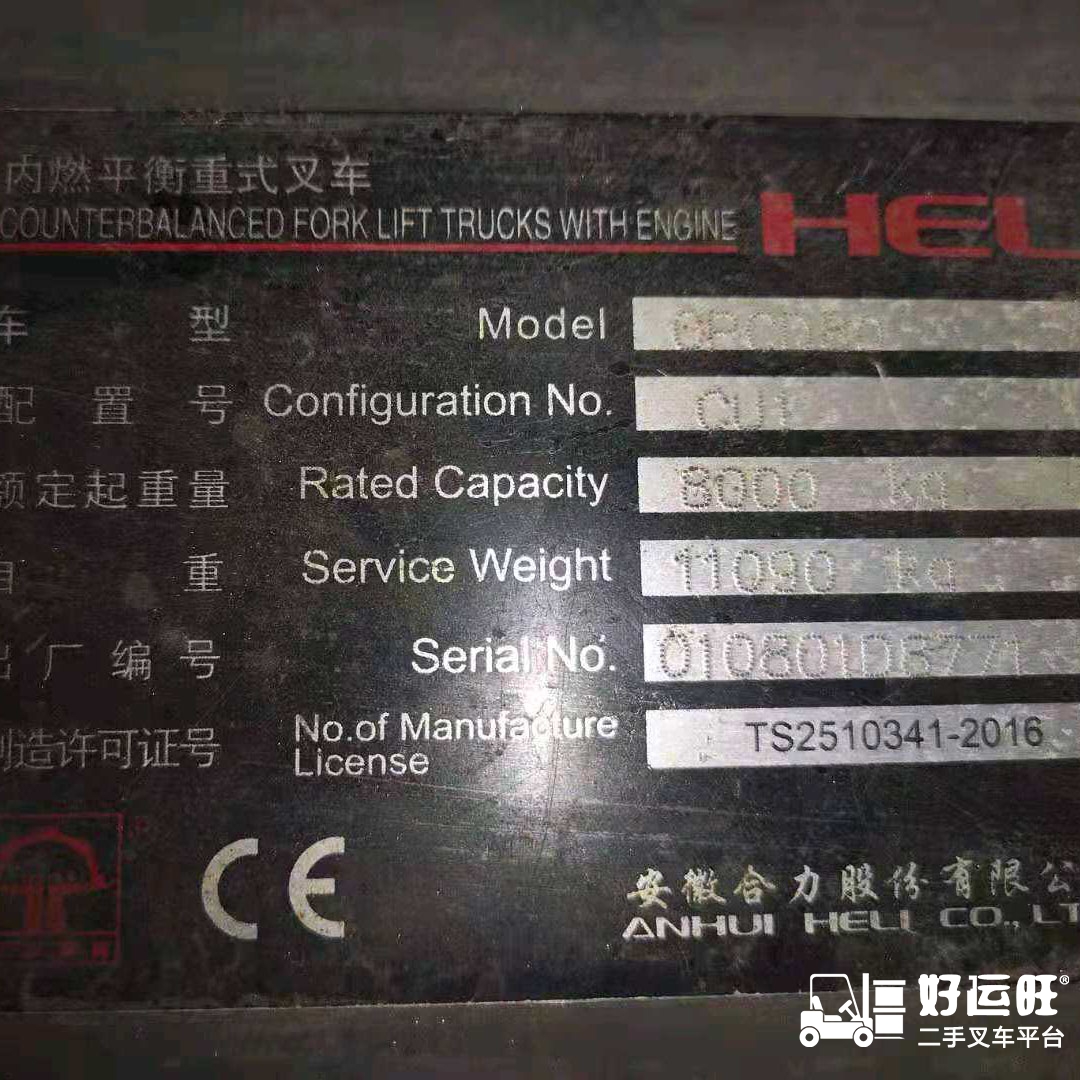 内燃平衡重式叉车
COUNTERBALANCED FORK LIFT TRUCKS WITH ENGINE HEL
车 型 Model
配 置 号 Configuration No. CU1
额定起重量 Rated Capacity 8000 kg
自 重 Service Weight 11090 kg
出 厂 编 号 Serial No.
制造许可证号 No.of Manufacture License TS2510341-2016
CE
安徽合力股份有限公
ANHUI HELI CO., LT
好运旺®
二手叉车平台